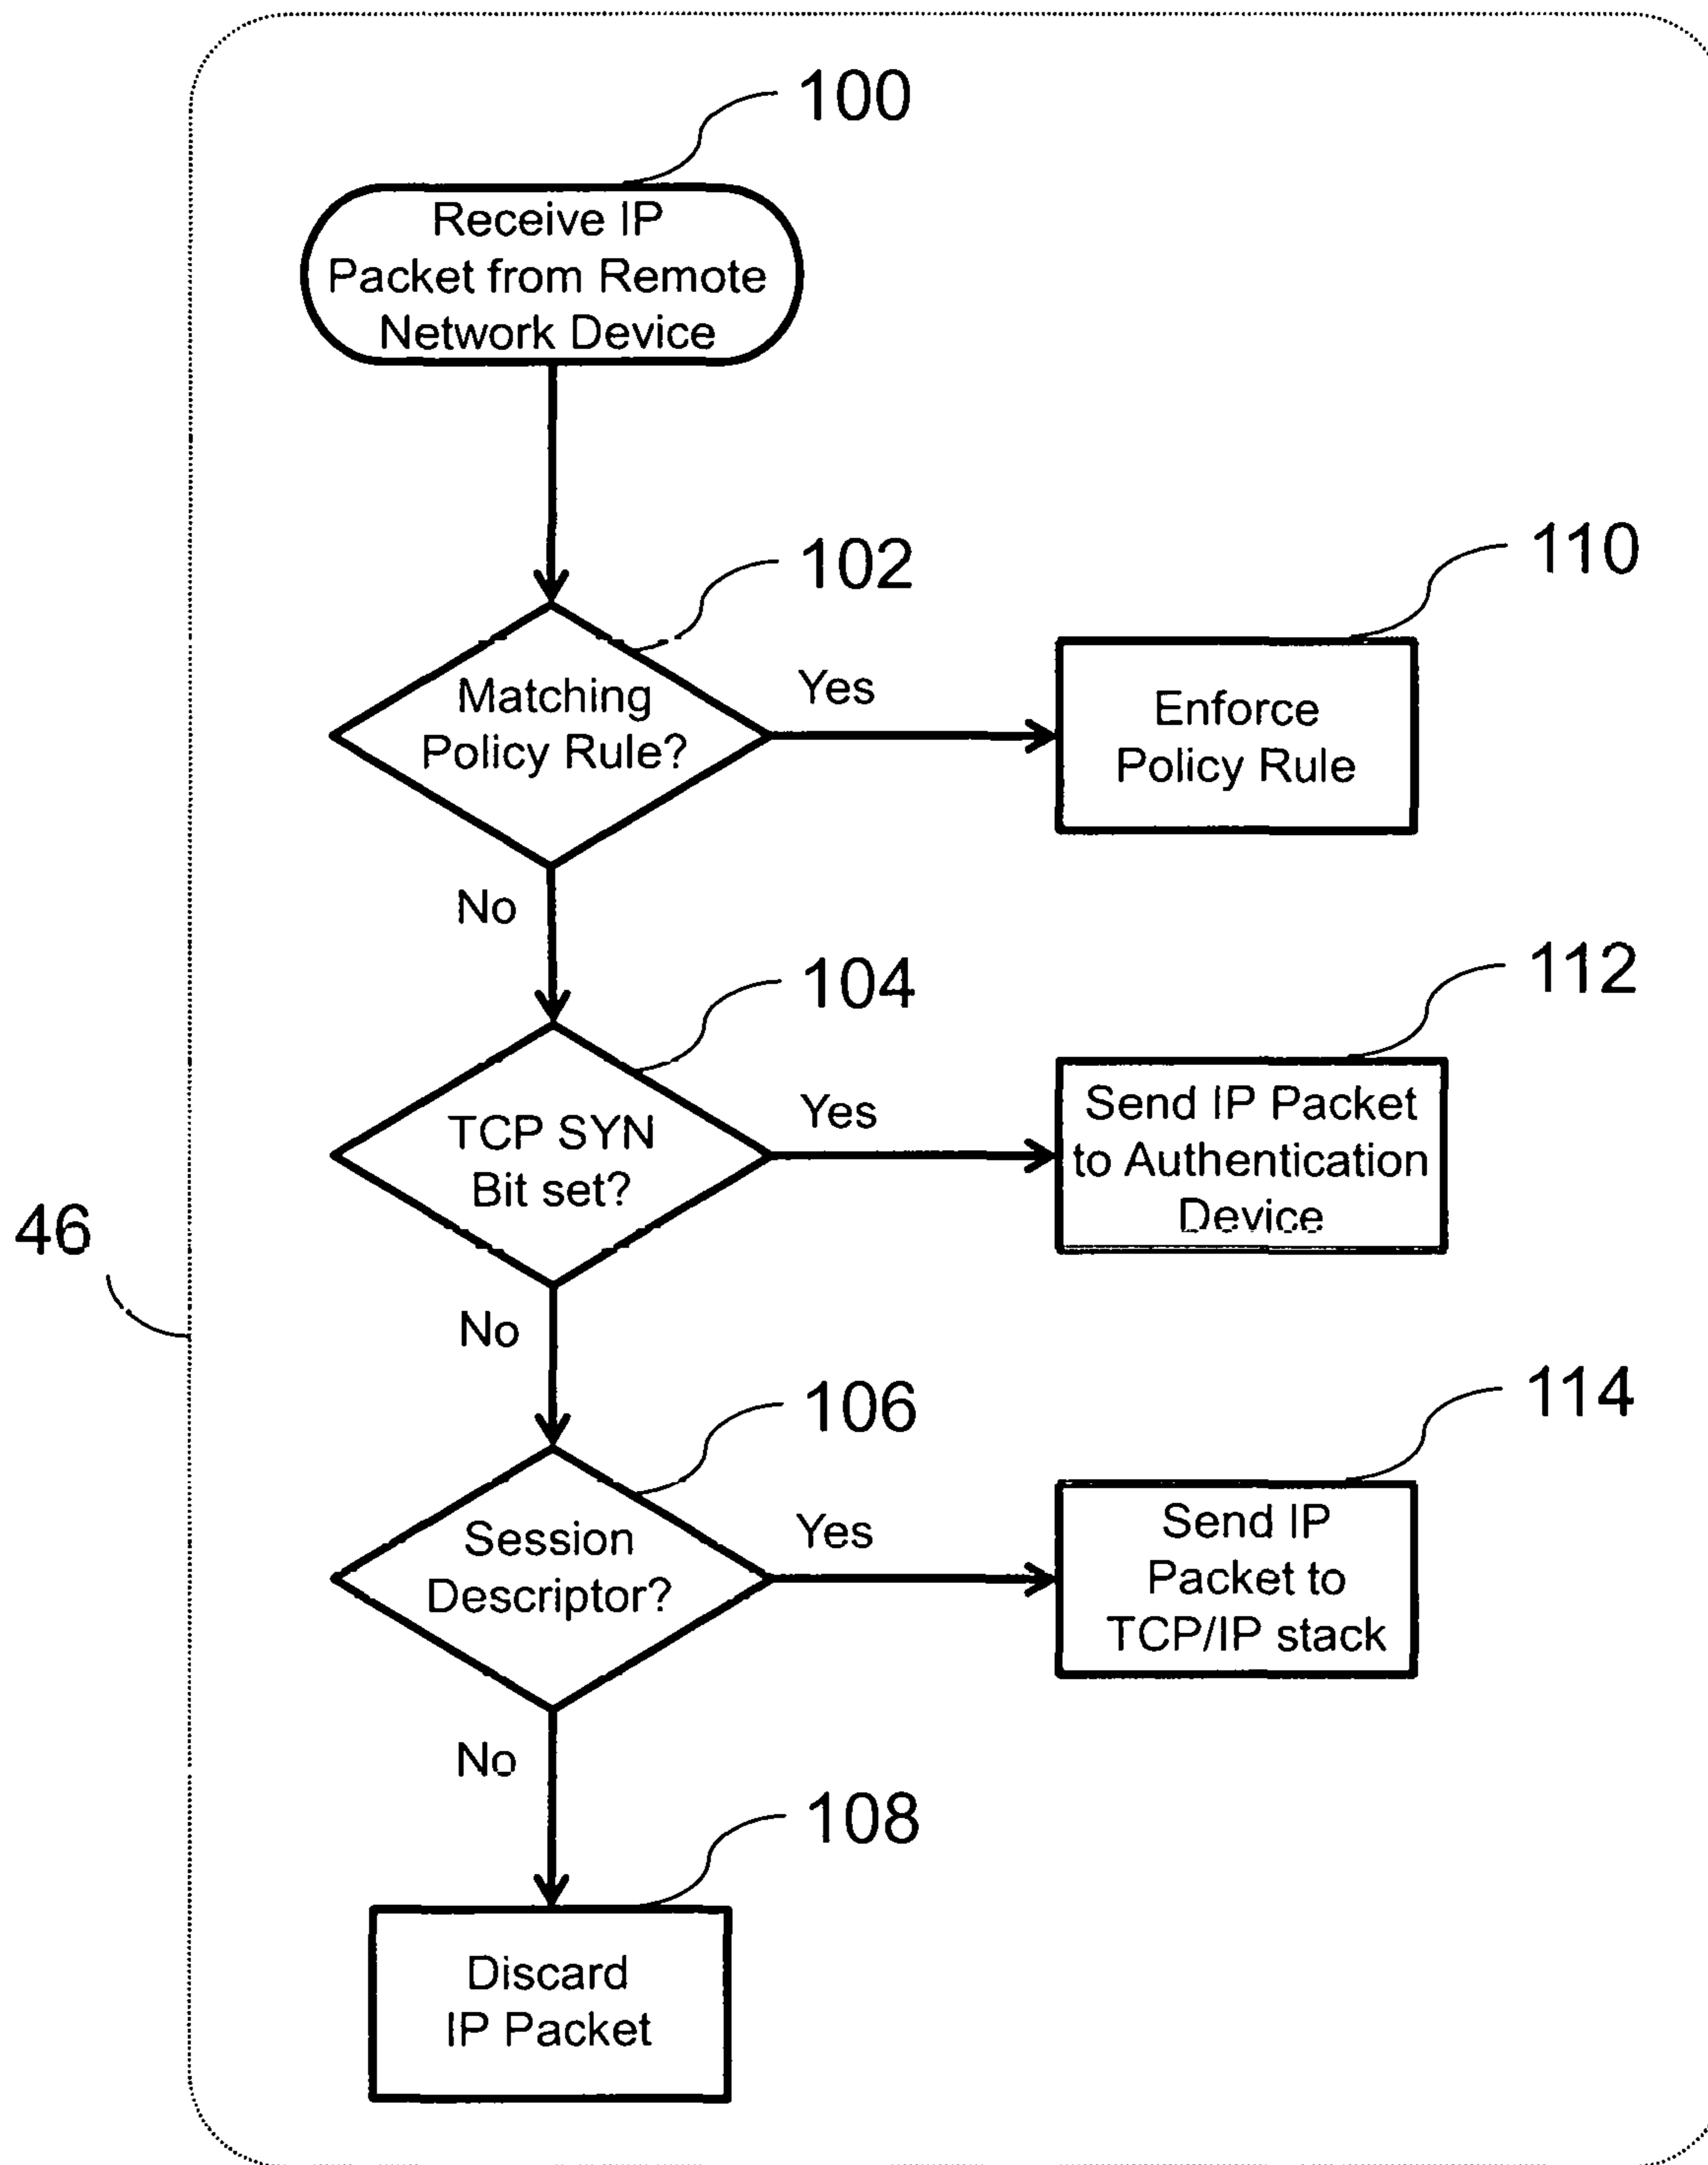 100
Receive IP
Packet from Remote
Network Device
102
Matching
Policy Rule?
Yes
110
Enforce
Policy Rule
No
104
TCP SYN
Bit set?
Yes
112
Send IP Packet
to Authentication
Device
46
No
106
Session
Descriptor?
Yes
114
Send IP
Packet to
TCP/IP stack
No
108
Discard
IP Packet